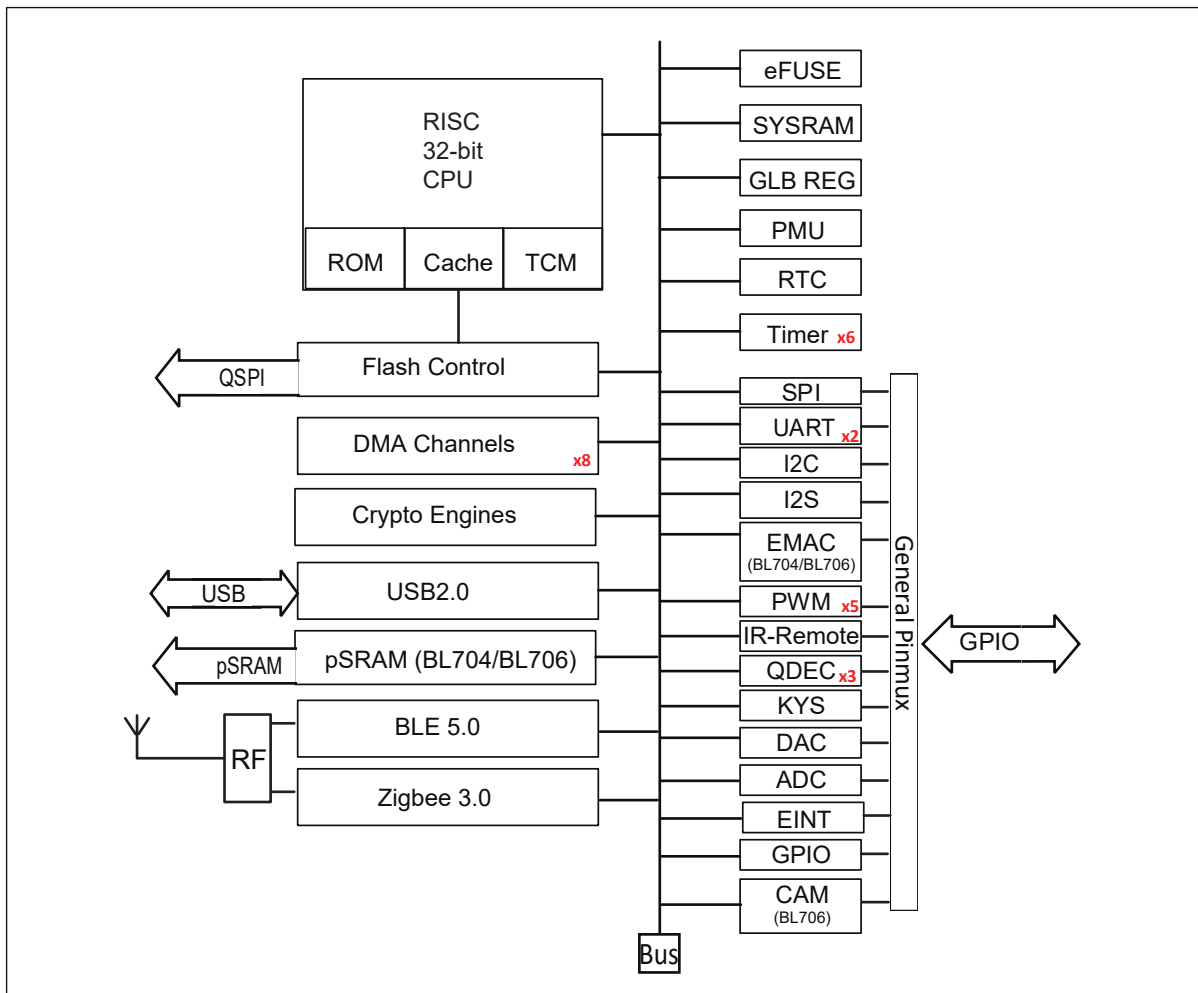 RISC
32-bit
CPU
ROM
Cache
TCM
QSPI
Flash Control
DMA Channels
x8
Crypto Engines
USB
USB2.0
pSRAM
pSRAM (BL704/BL706)
RF
BLE 5.0
Zigbee 3.0
eFUSE
SYSRAM
GLB REG
PMU
RTC
Timer x6
SPI
UART x2
I2C
I2S
EMAC
(BL704/BL706)
PWM x5
IR-Remote
QDEC x3
KYS
DAC
ADC
EINT
GPIO
CAM
(BL706)
General Pinmux
GPIO
Bus